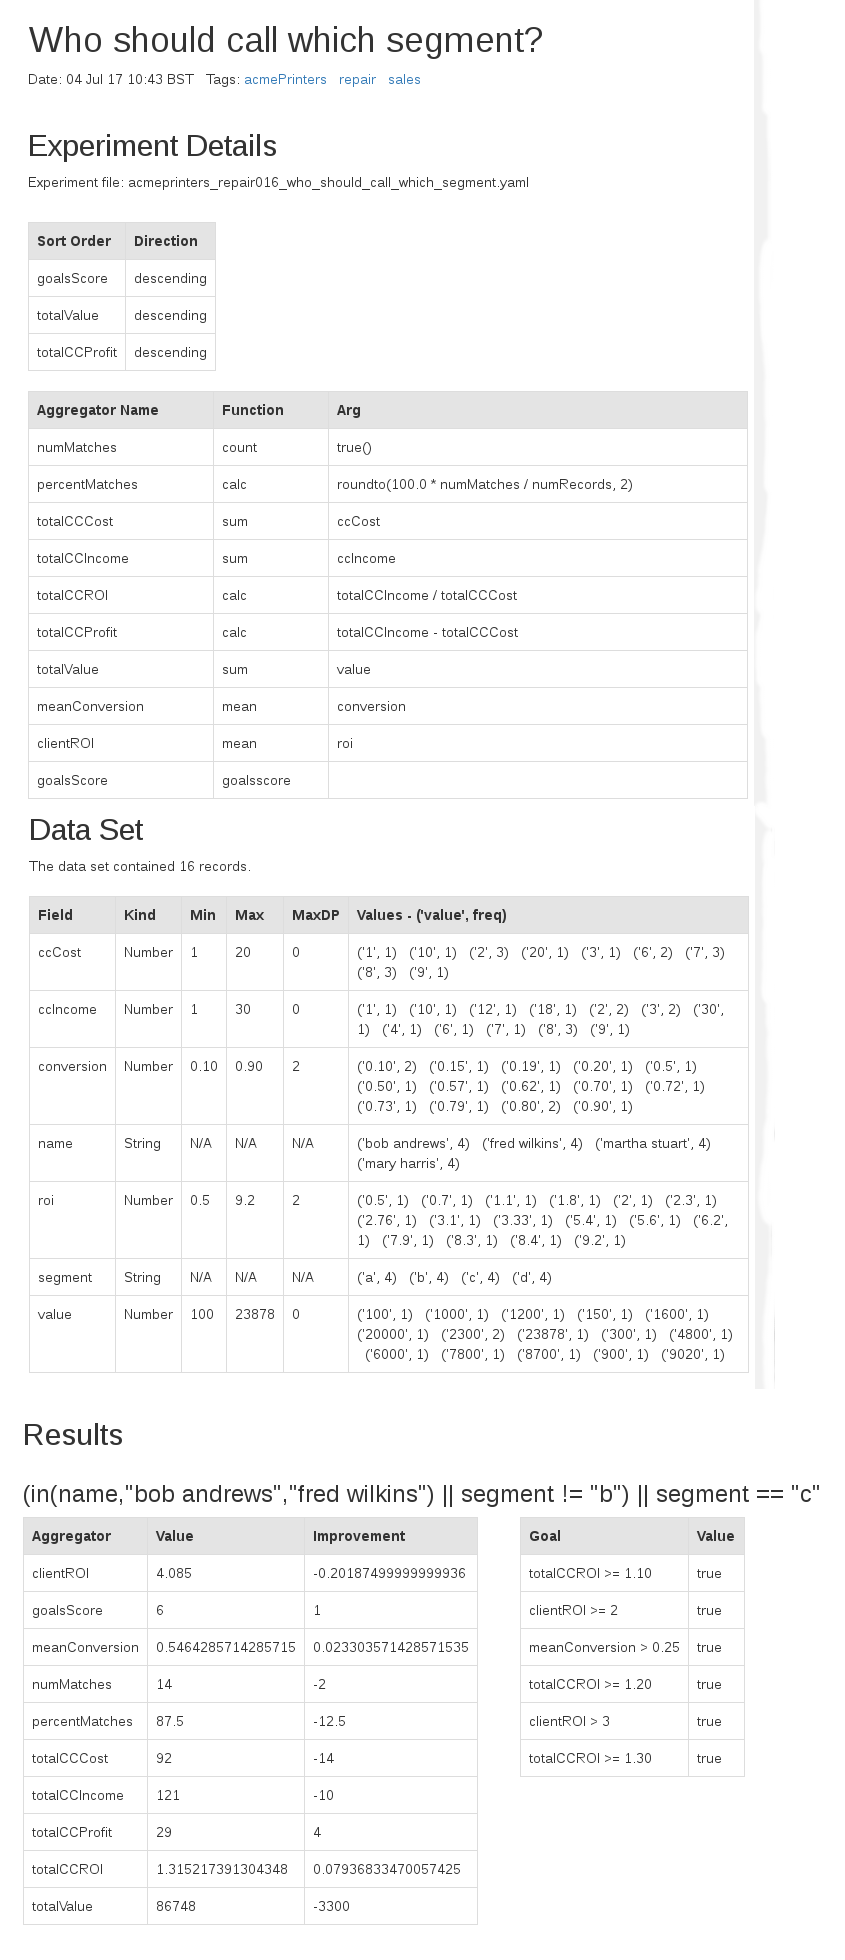 Who should call which segment?
Date: 04 Jul 17 10:43 BST Tags: acmePrinters repair sales
Experiment Details
Experiment file: acmeprinters_repair016_who_should_call_which_segment.yaml
Sort Order Direction
goalsScore descending
totalValue descending
totalCCProfit descending
Aggregator Name Function Arg
numMatches count true()
percentMatches calc roundto(100.0 * numMatches / numRecords, 2)
totalCCCost sum ccCost
totalCCIncome sum ccIncome
totalCCROI calc totalCCIncome / totalCCCost
totalCCProfit calc totalCCIncome - totalCCCost
totalValue sum value
meanConversion mean conversion
clientROI mean roi
goalsScore goalsscore
Data Set
The data set contained 16 records.
Field Kind Min Max MaxDP Values - ('value', freq)
ccCost Number 1 20 0 ('1', 1) ('10', 1) ('2', 3) ('20', 1) ('3', 1) ('6', 2) ('7', 3)
('8', 3) ('9', 1)
ccIncome Number 1 30 0 ('1', 1) ('10', 1) ('12', 1) ('18', 1) ('2', 2) ('3', 2) ('30',
1) ('4', 1) ('6', 1) ('7', 1) ('8', 3) ('9', 1)
conversion Number 0.10 0.90 2 ('0.10', 2) ('0.15', 1) ('0.19', 1) ('0.20', 1) ('0.5', 1)
('0.50', 1) ('0.57', 1) ('0.62', 1) ('0.70', 1) ('0.72', 1)
('0.73', 1) ('0.79', 1) ('0.80', 2) ('0.90', 1)
name String N/A N/A N/A ('bob andrews', 4) ('fred wilkins', 4) ('martha stuart', 4)
('mary harris', 4)
roi Number 0.5 9.2 2 ('0.5', 1) ('0.7', 1) ('1.1', 1) ('1.8', 1) ('2', 1) ('2.3', 1)
('2.76', 1) ('3.1', 1) ('3.33', 1) ('5.4', 1) ('5.6', 1) ('6.2',
1) ('7.9', 1) ('8.3', 1) ('8.4', 1) ('9.2', 1)
segment String N/A N/A N/A ('a', 4) ('b', 4) ('c', 4) ('d', 4)
value Number 100 23878 0 ('100', 1) ('1000', 1) ('1200', 1) ('150', 1) ('1600', 1)
('20000', 1) ('2300', 2) ('23878', 1) ('300', 1) ('4800', 1)
('6000', 1) ('7800', 1) ('8700', 1) ('900', 1) ('9020', 1)
Results
(in(name,"bob andrews","fred wilkins") || segment != "b") || segment == "c"
Aggregator Value Improvement
clientROI 4.085 -0.20187499999999936
goalsScore 6 1
meanConversion 0.5464285714285715 0.023303571428571535
numMatches 14 -2
percentMatches 87.5 -12.5
totalCCCost 92 -14
totalCCIncome 121 -10
totalCCProfit 29 4
totalCCROI 1.315217391304348 0.07936833470057425
totalValue 86748 -3300
Goal Value
totalCCROI >= 1.10 true
clientROI >= 2 true
meanConversion > 0.25 true
totalCCROI >= 1.20 true
clientROI > 3 true
totalCCROI >= 1.30 true